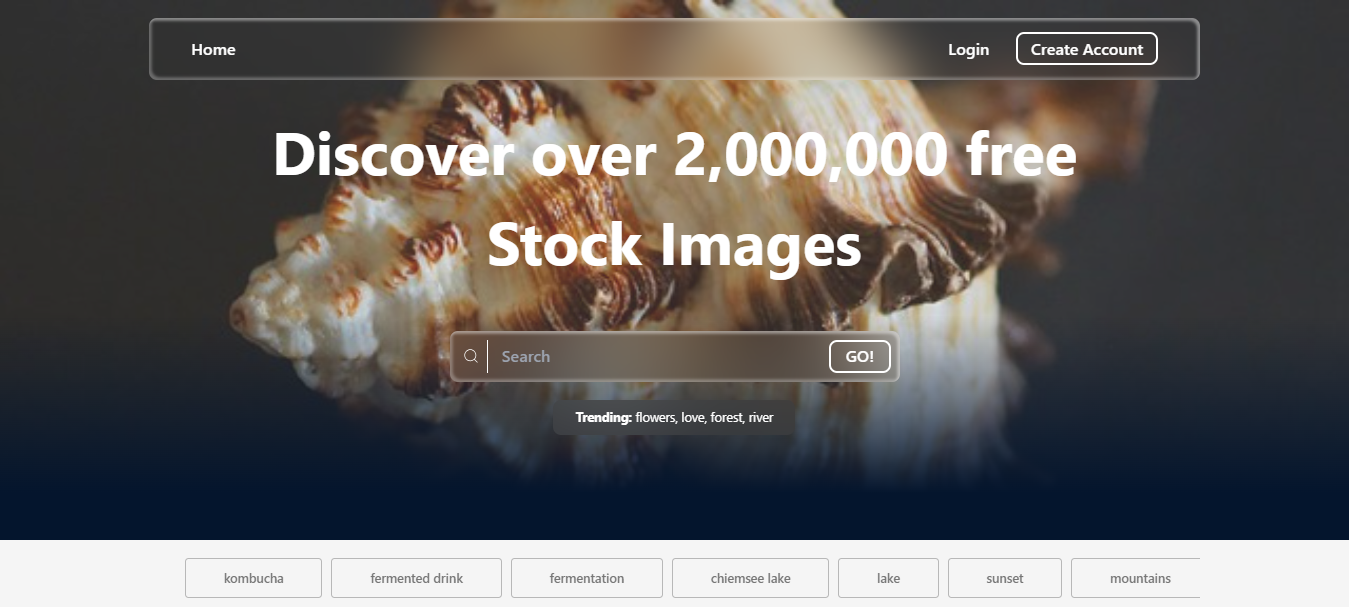 Home Login Create Account
Discover over 2,000,000 free
Stock Images
Search GO!
Trending: flowers, love, forest, river
kombucha fermented drink fermentation chiemsee lake lake sunset mountains